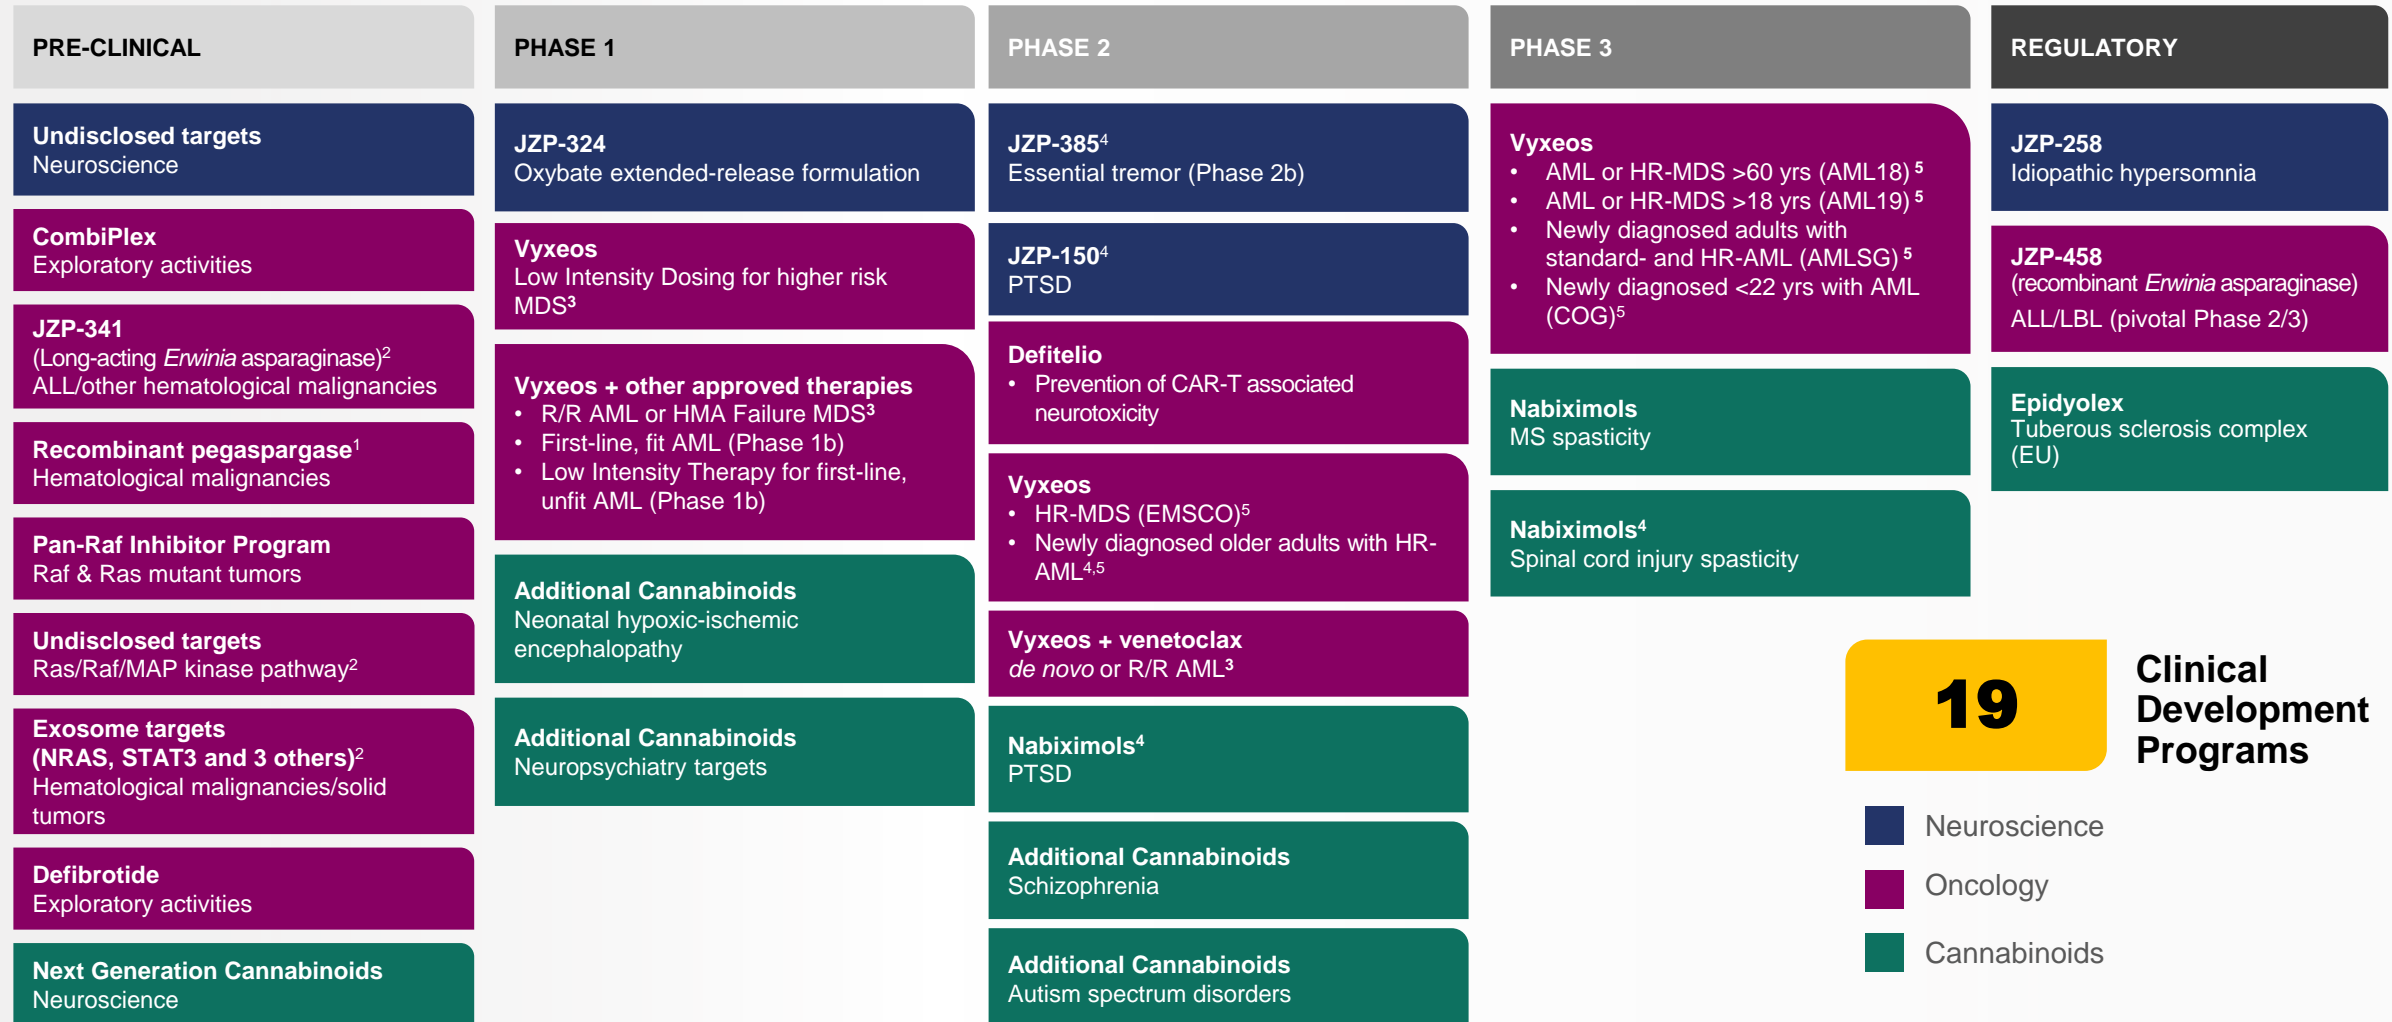 PRE-CLINICAL
Undisclosed targets
Neuroscience
CombiPlex
Exploratory activities
JZP-341
(Long-acting Erwinia asparaginase)2
ALL/other hematological malignancies
Recombinant pegaspargase1
Hematological malignancies
Pan-Raf Inhibitor Program
Raf & Ras mutant tumors
Undisclosed targets
Ras/Raf/MAP kinase pathway2
Exosome targets
(NRAS, STAT3 and 3 others)2
Hematological malignancies/solid
tumors
Defibrotide
Exploratory activities
Next Generation Cannabinoids
Neuroscience
PHASE 1
JZP-324
Oxybate extended-release formulation
Vyxeos
Low Intensity Dosing for higher risk
MDS3
Vyxeos + other approved therapies
• R/R AML or HMA Failure MDS3
• First-line, fit AML (Phase 1b)
• Low Intensity Therapy for first-line,
unfit AML (Phase 1b)
Additional Cannabinoids
Neonatal hypoxic-ischemic
encephalopathy
Additional Cannabinoids
Neuropsychiatry targets
PHASE 2
JZP-3854
Essential tremor (Phase 2b)
JZP-1504
PTSD
Defitelio
• Prevention of CAR-T associated
neurotoxicity
Vyxeos
• HR-MDS (EMSCO)5
• Newly diagnosed older adults with HR-
AML4,5
Vyxeos + venetoclax
de novo or R/R AML3
Nabiximols4
PTSD
Additional Cannabinoids
Schizophrenia
Additional Cannabinoids
Autism spectrum disorders
PHASE 3
Vyxeos
• AML or HR-MDS >60 yrs (AML18) 5
• AML or HR-MDS >18 yrs (AML19) 5
• Newly diagnosed adults with
standard- and HR-AML (AMLSG) 5
• Newly diagnosed <22 yrs with AML
(COG)5
Nabiximols
MS spasticity
Nabiximols4
Spinal cord injury spasticity
REGULATORY
JZP-258
Idiopathic hypersomnia
JZP-458
(recombinant Erwinia asparaginase)
ALL/LBL (pivotal Phase 2/3)
Epidyolex
Tuberous sclerosis complex
(EU)
19
Clinical
Development
Programs
Neuroscience
Oncology
Cannabinoids